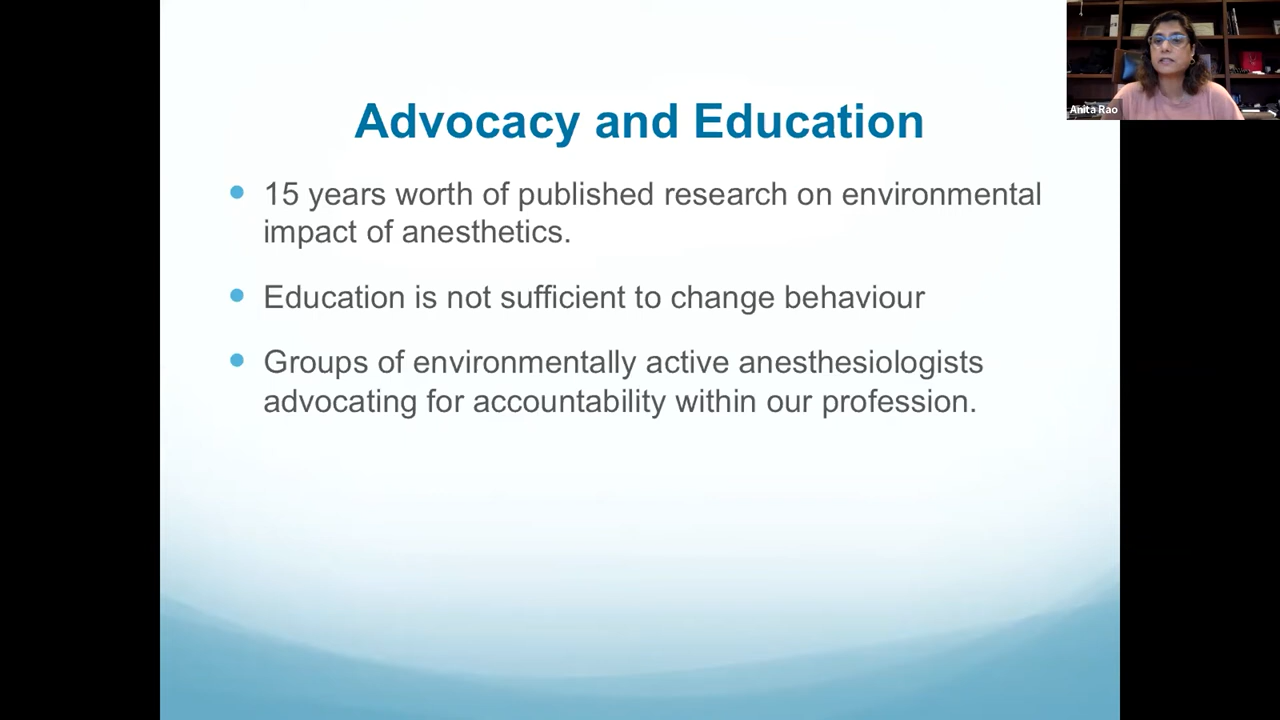 Advocacy and Education
15 years worth of published research on environmental
impact of anesthetics.
Education is not sufficient to change behaviour
Groups of environmentally active anesthesiologists
advocating for accountability within our profession.
Anita Rao